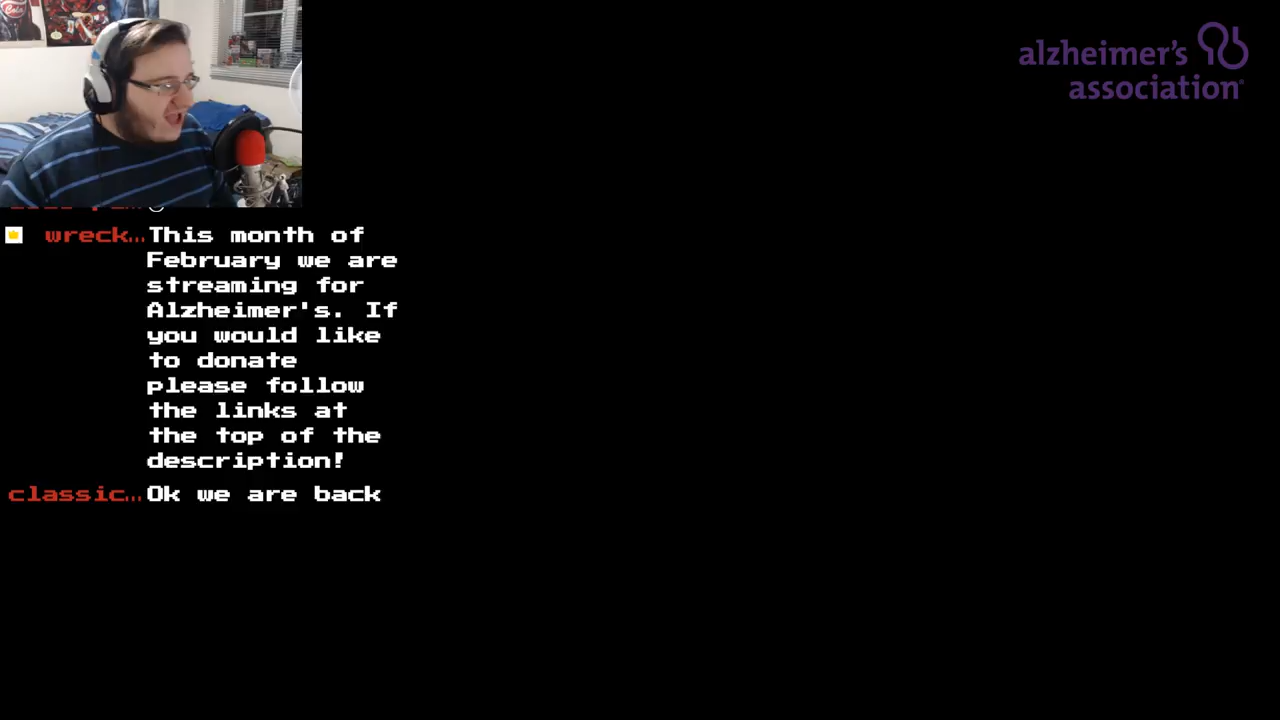 alzheimer's
association
wreck... This month of
February we are
streaming for
Alzheimer's. If
you would like
to donate
please follow
the links at
the top of the
description!
classic... Ok we are back